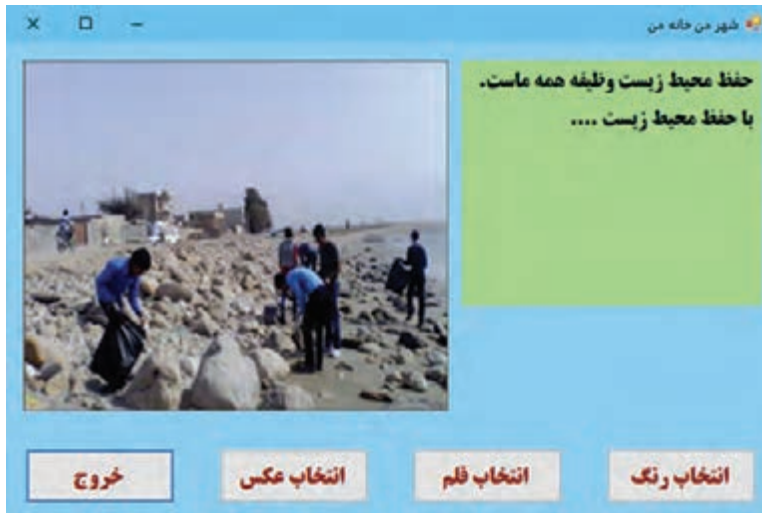 شهر من خانه من
حفظ محیط زیست وظیفه همه ماست.
با حفظ محیط زیست ....
انتخاب رنگ
انتخاب قلم
انتخاب عکس
خروج